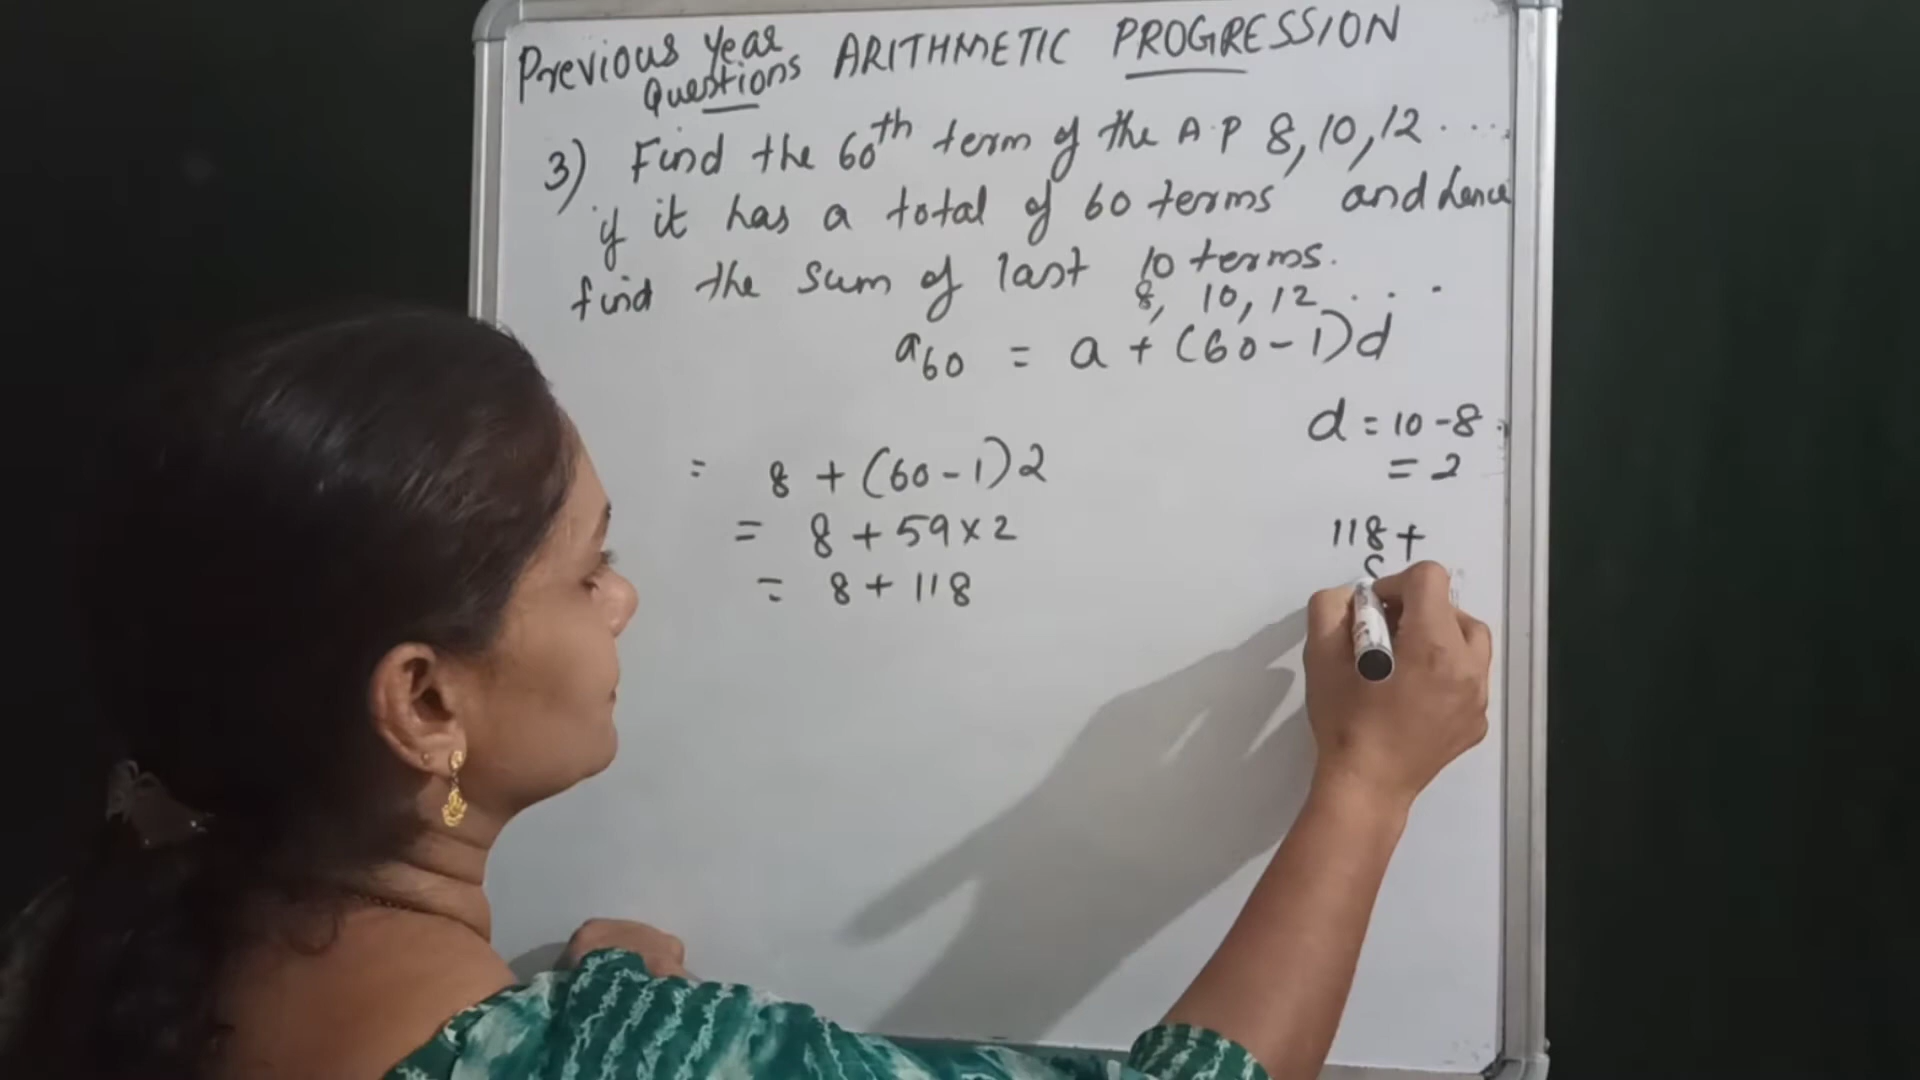 Previous Year Questions ARITHMETIC PROGRESSION
3) Find the 60th term of the A.P 8, 10, 12 ....
if it has a total of 60 terms and hence
find the sum of last 10 terms.
8, 10, 12 . . .
a60 = a + (60-1)d
d = 10-8
= 2
= 8 + (60-1)2
= 8 + 59×2
= 8 + 118
118+